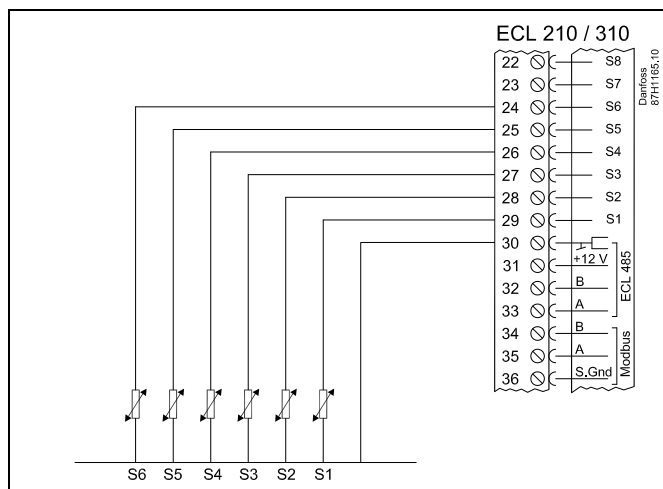 ECL 210 / 310
22 S8
23 S7
24 S6
25 S5
26 S4
27 S3
28 S2
29 S1
30
31 +12 V
32 B
33 A
34 B
35 A
36 S.Gnd
ECL 485
Modbus
Danfoss
87H1165.10
S6 S5 S4 S3 S2 S1